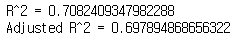 R^2 = 0.7082409347982288
Adjusted R^2 = 0.697894868656322